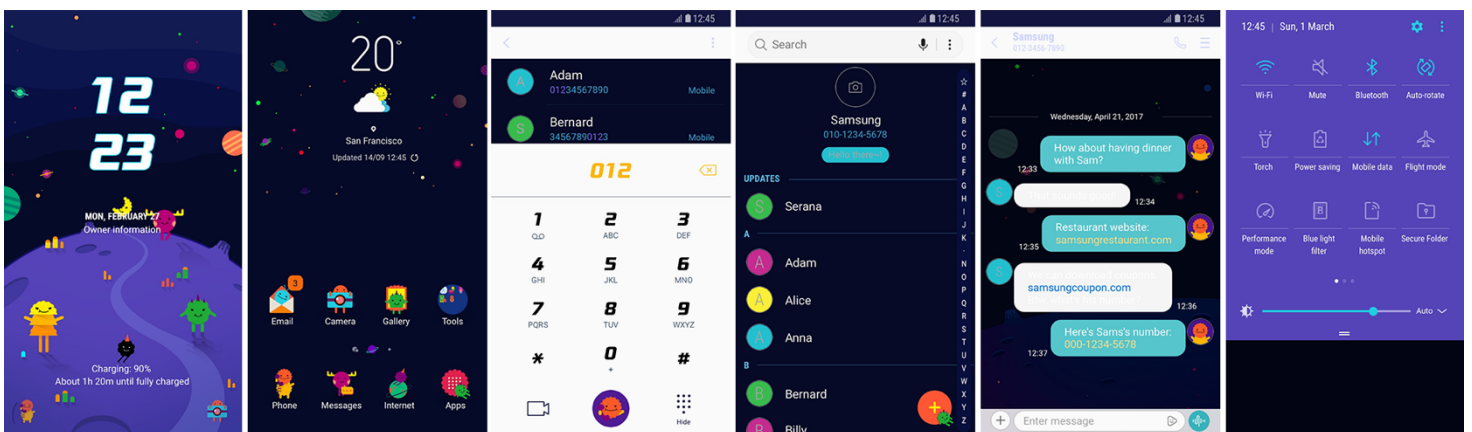 12
23
MON, FEBRUARY 27
Owner information
Charging: 90%
About 1h 20m until fully charged
20°
San Francisco
Updated 14/09 12:45
3
Email
Camera
Gallery
Tools
Phone
Messages
Internet
Apps
12:45
A
Adam
01234567890
Mobile
S
Bernard
34567890123
Mobile
012
1
2
ABC
3
DEF
4
GHI
5
JKL
6
MNO
7
PQRS
8
TUV
9
WXYZ
*
0
+
#
Hide
12:45
Search
Samsung
010-1234-5678
Hello there~!
UPDATES
S
Serana
A
A
Adam
A
Alice
A
Anna
B
B
Bernard
B
Billy
#
A
B
C
D
E
F
G
H
I
J
K
N
O
P
Q
R
S
T
U
V
W
X
Y
Z
12:45
Samsung
012-3456-7890
Wednesday, April 21, 2017
How about having dinner
with Sam?
12:33
S
12:34
Restaurant website:
samsungrestaurant.com
12:35
S
samsungcoupon.com
12:36
Here's Sams's number:
000-1234-5678
12:37
Enter message
12:45 | Sun, 1 March
Wi-Fi
Mute
Bluetooth
Auto-rotate
Torch
Power saving
Mobile data
Flight mode
Performance
mode
Blue light
filter
Mobile
hotspot
Secure Folder
Auto